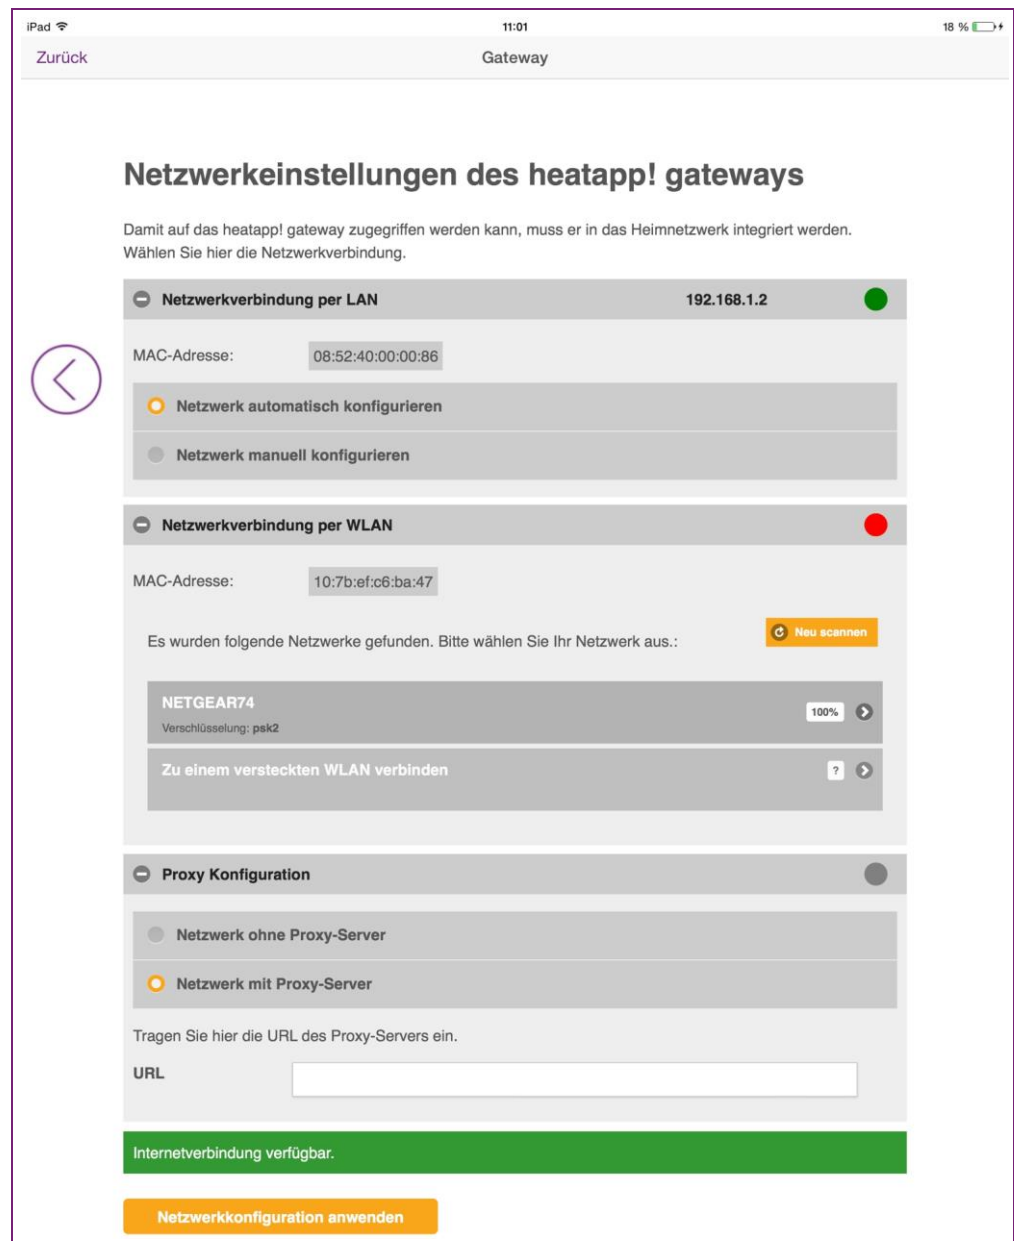 iPad 11:01 18 %
Zurück Gateway
Netzwerkeinstellungen des heatapp! gateways
Damit auf das heatapp! gateway zugegriffen werden kann, muss er in das Heimnetzwerk integriert werden.
Wählen Sie hier die Netzwerkverbindung.
Netzwerkverbindung per LAN 192.168.1.2
MAC-Adresse: 08:52:40:00:00:86
Netzwerk automatisch konfigurieren
Netzwerk manuell konfigurieren
Netzwerkverbindung per WLAN
MAC-Adresse: 10:7b:ef:c6:ba:47
Es wurden folgende Netzwerke gefunden. Bitte wählen Sie Ihr Netzwerk aus.: Neu scannen
NETGEAR74 100%
Verschlüsselung: psk2
Zu einem versteckten WLAN verbinden ?
Proxy Konfiguration
Netzwerk ohne Proxy-Server
Netzwerk mit Proxy-Server
Tragen Sie hier die URL des Proxy-Servers ein.
URL
Internetverbindung verfügbar.
Netzwerkkonfiguration anwenden